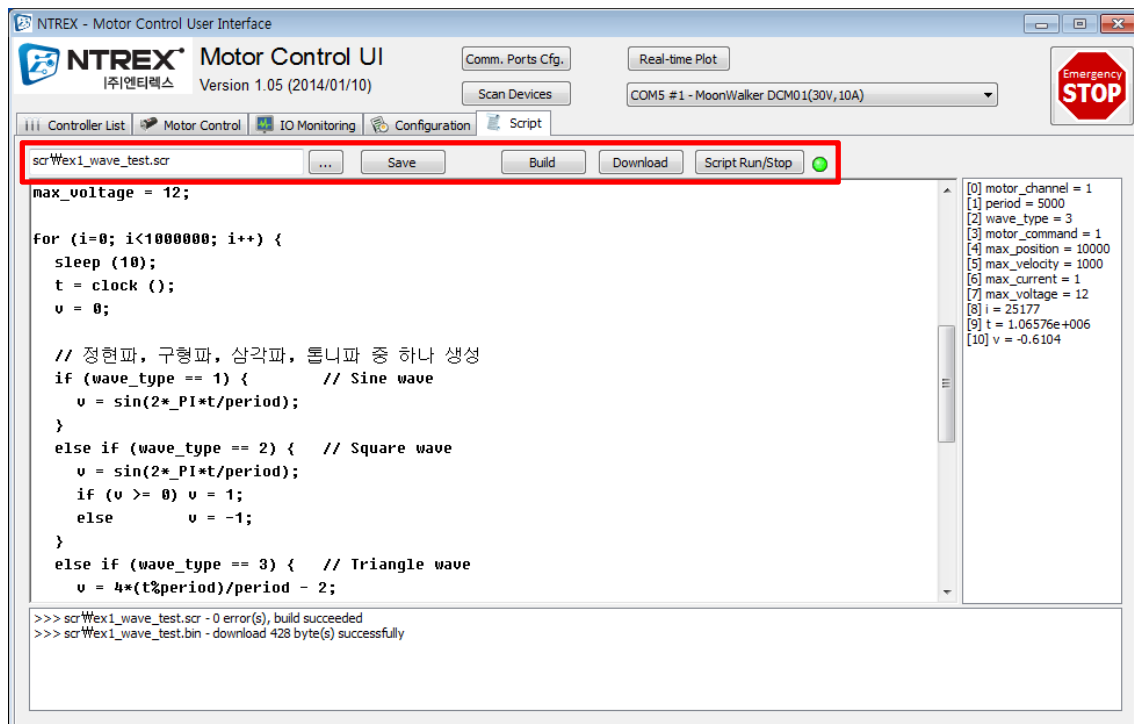 NTREX - Motor Control User Interface
NTREX
(주)엔티렉스
Motor Control UI
Version 1.05 (2014/01/10)
Comm. Ports Cfg.
Real-time Plot
Scan Devices
COM5 #1 - MoonWalker DCM01(30V,10A)
Emergency
STOP
Controller List
Motor Control
IO Monitoring
Configuration
Script
scr₩ex1_wave_test.scr
...
Save
Build
Download
Script Run/Stop
max_voltage = 12;
for (i=0; i<1000000; i++) {
sleep (10);
t = clock ();
v = 0;
// 정현파, 구형파, 삼각파, 톱니파 중 하나 생성
if (wave_type == 1) { // Sine wave
v = sin(2*_PI*t/period);
}
else if (wave_type == 2) { // Square wave
v = sin(2*_PI*t/period);
if (v >= 0) v = 1;
else v = -1;
}
else if (wave_type == 3) { // Triangle wave
v = 4*(t%period)/period - 2;
[0] motor_channel = 1
[1] period = 5000
[2] wave_type = 3
[3] motor_command = 1
[4] max_position = 10000
[5] max_velocity = 1000
[6] max_current = 1
[7] max_voltage = 12
[8] i = 25177
[9] t = 1.06576e+006
[10] v = -0.6104
>>> scr₩ex1_wave_test.scr - 0 error(s), build succeeded
>>> scr₩ex1_wave_test.bin - download 428 byte(s) successfully